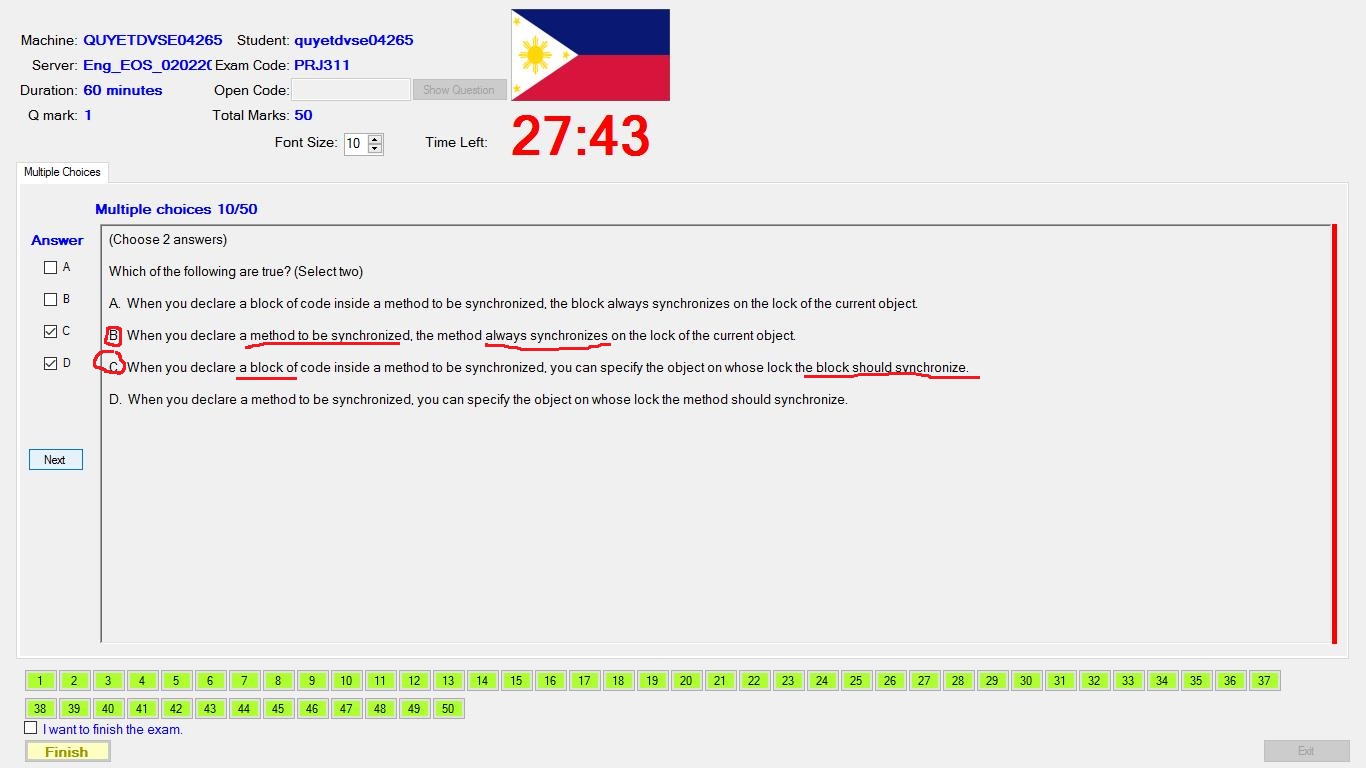 Machine: QUYETDVSE04265 Student: quyetdvse04265
Server: Eng_EOS_020220 Exam Code: PRJ311
Duration: 60 minutes Open Code: Show Question
Q mark: 1 Total Marks: 50
Font Size: 10 Time Left: 27:43
Multiple Choices
Multiple choices 10/50
Answer
(Choose 2 answers)
A
Which of the following are true? (Select two)
B
A. When you declare a block of code inside a method to be synchronized, the block always synchronizes on the lock of the current object.
C
B. When you declare a method to be synchronized, the method always synchronizes on the lock of the current object.
D
C. When you declare a block of code inside a method to be synchronized, you can specify the object on whose lock the block should synchronize.
D. When you declare a method to be synchronized, you can specify the object on whose lock the method should synchronize.
Next
1 2 3 4 5 6 7 8 9 10 11 12 13 14 15 16 17 18 19 20 21 22 23 24 25 26 27 28 29 30 31 32 33 34 35 36 37
38 39 40 41 42 43 44 45 46 47 48 49 50
I want to finish the exam.
Finish Exit